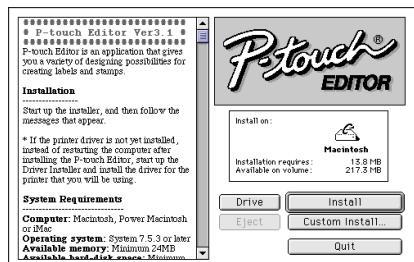 P-touch Editor Ver3.1
P-touch Editor is an application that gives
you a variety of designing possibilities for
creating labels and stamps.
Installation
----------------
Start up the installer, and then follow the
messages that appear.
* If the printer driver is not yet installed,
instead of restarting the computer after
installing the P-touch Editor, start up the
Driver Installer and install the driver for the
printer that you will be using.
System Requirements
------------------------------
Computer: Macintosh, Power Macintosh
or iMac
Operating system: System 7.5.3 or later
Available memory: Minimum 24MB
Available hard-disk space: Minimum
P-touch®
EDITOR
Install on:
Macintosh
Installation requires: 13.8 MB
Available on volume: 217.3 MB
Drive
Install
Eject
Custom Install...
Quit